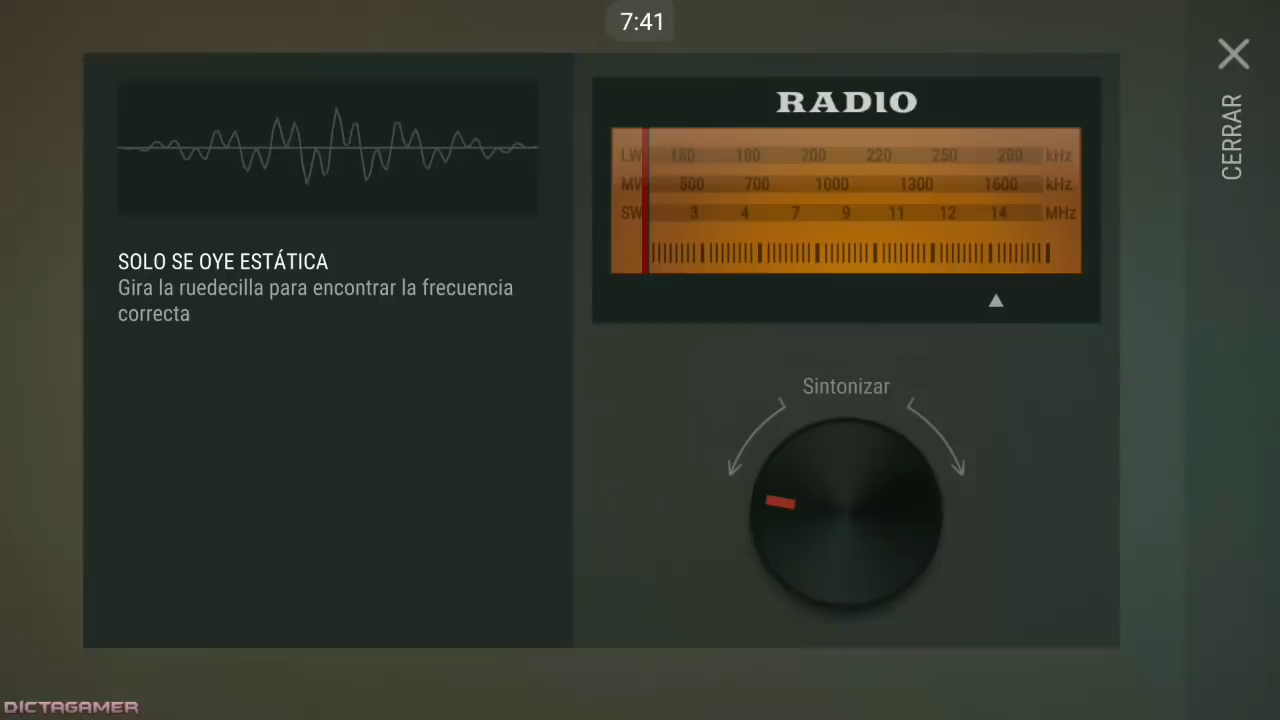 7:41
CERRAR
RADIO
LW 150 180 200 220 250 280 kHz
MW 500 700 1000 1300 1600 kHz
SW 3 4 7 9 11 12 14 MHz
SOLO SE OYE ESTÁTICA
Gira la ruedecilla para encontrar la frecuencia
correcta
Sintonizar
DICTAGAMER